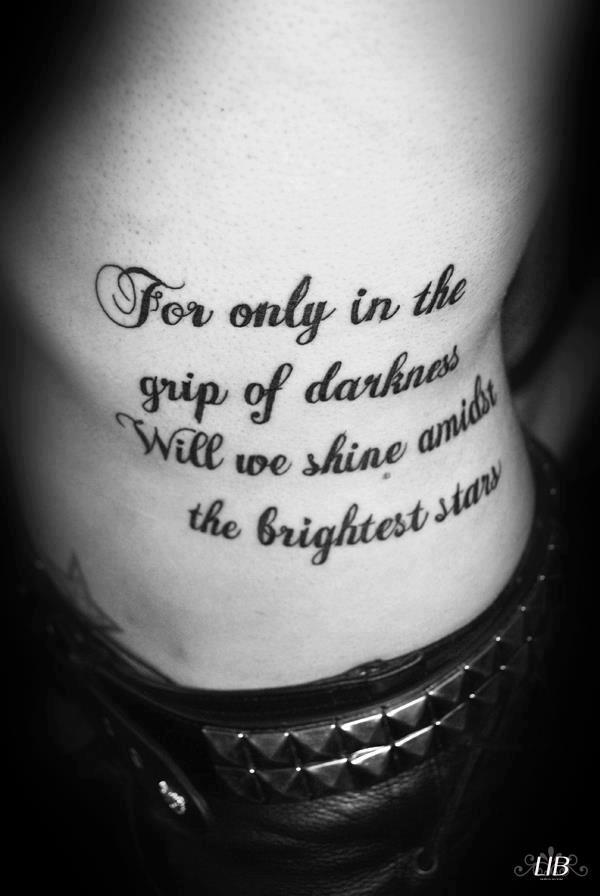 For only in the
grip of darkness
Will we shine amidst
the brightest stars
LIB